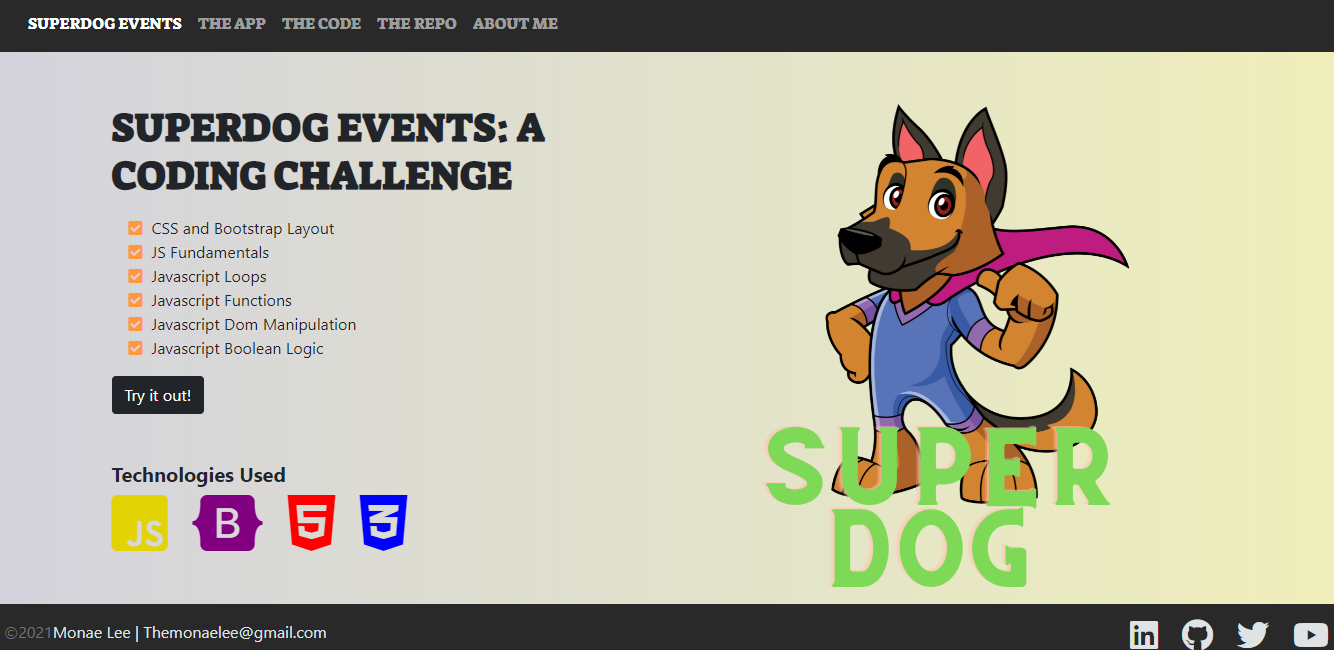 SUPERDOG EVENTS THE APP THE CODE THE REPO ABOUT ME
SUPERDOG EVENTS: A
CODING CHALLENGE
CSS and Bootstrap Layout
JS Fundamentals
Javascript Loops
Javascript Functions
Javascript Dom Manipulation
Javascript Boolean Logic
Try it out!
Technologies Used
JS B 5 3
SUPER
DOG
©2021Monae Lee | Themonaelee@gmail.com
in